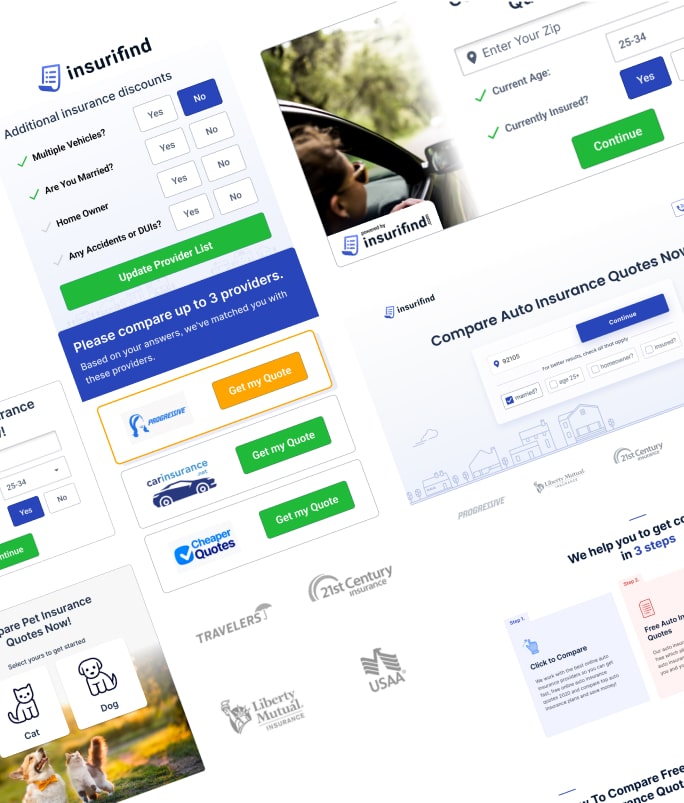 insurifind
Additional insurance discounts
Multiple Vehicles?
Yes
No
Are You Married?
Yes
No
Home Owner
Yes
No
Any Accidents or DUIs?
Yes
No
Update Provider List
Please compare up to 3 providers.
Based on your answers, we've matched you with
these providers.
PROGRESSIVE
Get my Quote
carinsurance
.net
Get my Quote
Cheaper
Quotes
Get my Quote
Enter Your Zip
Current Age:
25-34
Currently Insured?
Yes
Continue
powered by
insurifind
insurifind
Compare Auto Insurance Quotes Now
92105
Continue
For better results, check all that apply
married?
age 25+
homeowner?
insured?
PROGRESSIVE
Liberty Mutual
INSURANCE
21st Century
Insurance
urance
25-34
Yes
No
ntinue
pare Pet Insurance
Quotes Now!
Select yours to get started
Cat
Dog
TRAVELERS
21st Century
Insurance
Liberty
Mutual
INSURANCE
USAA
We help you to get co
in 3 steps
Step 1.
Click to Compare
We work with the best online auto
insurance providers so you can get
fast, free online auto insurance
quotes 2020 and compare top auto
insurance plans and save money!
Step 2.
Free Auto In
Quotes
Our auto insur
free which all
auto insuran
you and yo
y To Compare Free
surance Quot